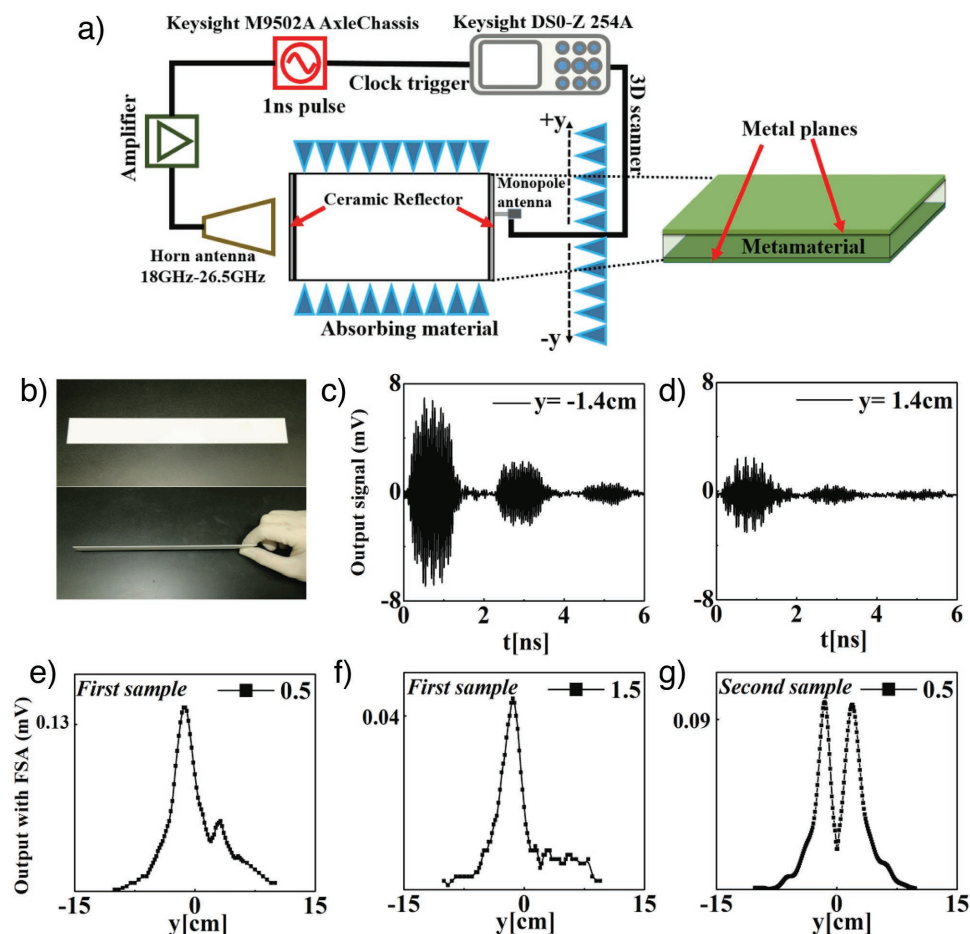 a)
Keysight M9502A AxleChassis
Keysight DS0-Z 254A
Clock trigger
1ns pulse
Amplifier
3D scanner
+y
Metal planes
Monopole
antenna
Ceramic Reflector
Metamaterial
Horn antenna
18GHz-26.5GHz
Absorbing material
-y
b)
c)
8
0
-8
Output signal (mV)
y= -1.4cm
0 2 4 6
t[ns]
d)
8
0
-8
y= 1.4cm
0 2 4 6
t[ns]
e)
First sample
0.5
0.13
Output with FSA (mV)
-15 0 15
y[cm]
f)
First sample
1.5
0.04
-15 0 15
y[cm]
g)
Second sample
0.5
0.09
-15 0 15
y[cm]